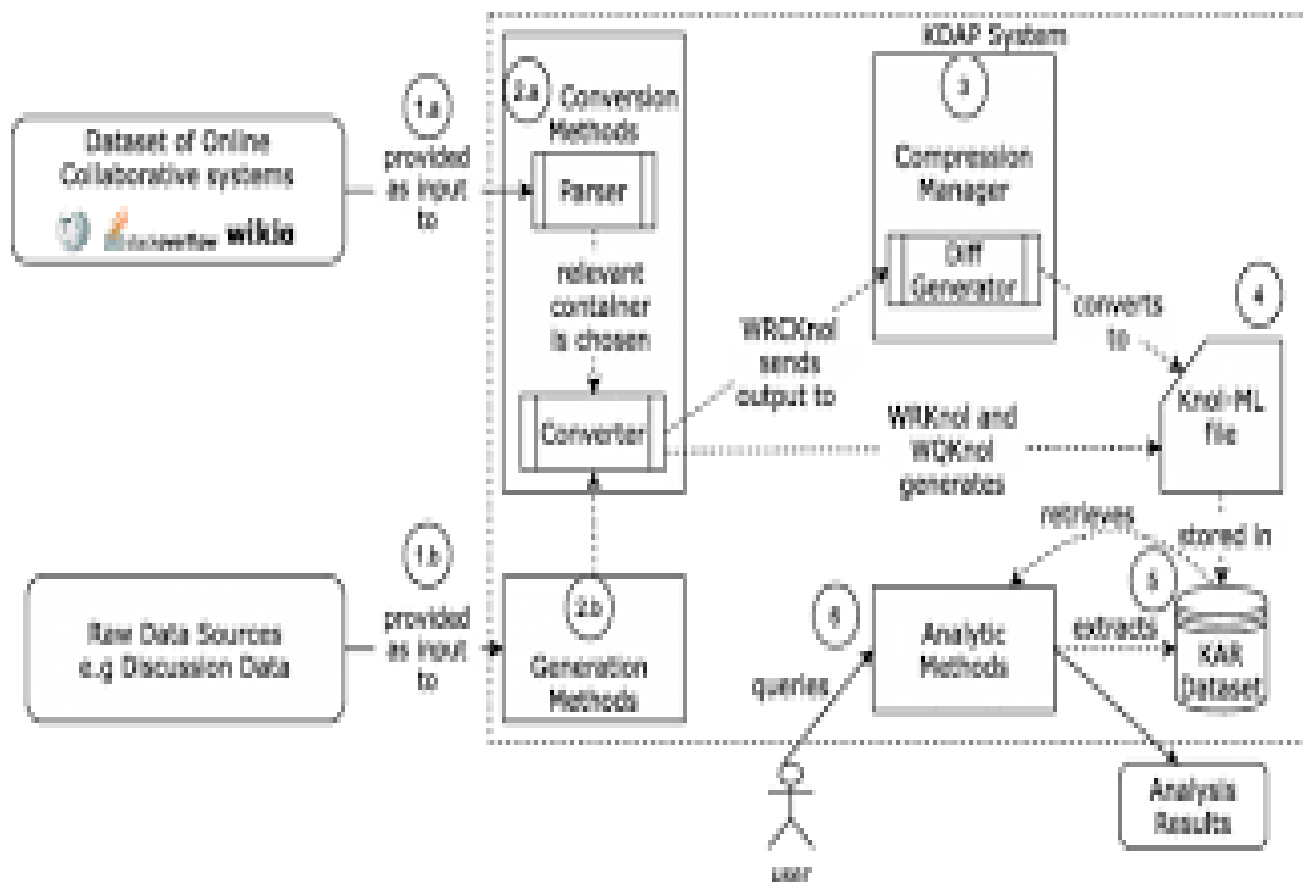 KDAP System
1.a
2.a
Conversion
Methods
3
Dataset of Online
Collaborative systems
wikia
provided
as input
to
Parser
Compression
Manager
relevant
container
is chosen
Diff
Generator
4
converts
to
WRCKnol
sends
output to
Converter
WRKnol and
WQKnol
generates
Knol-ML
file
retrieves
stored in
1.b
5
2.b
6
Raw Data Sources
e.g Discussion Data
provided
as input
to
Generation
Methods
Analytic
Methods
extracts
KAR
Dataset
queries
Analysis
Results
user